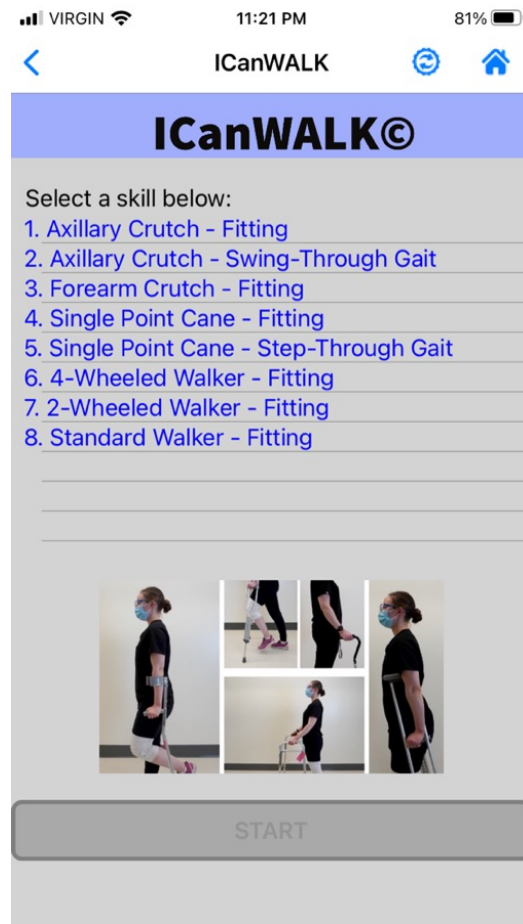 VIRGIN 11:21 PM 81%
ICanWALK
ICanWALK©
Select a skill below:
1. Axillary Crutch - Fitting
2. Axillary Crutch - Swing-Through Gait
3. Forearm Crutch - Fitting
4. Single Point Cane - Fitting
5. Single Point Cane - Step-Through Gait
6. 4-Wheeled Walker - Fitting
7. 2-Wheeled Walker - Fitting
8. Standard Walker - Fitting
START